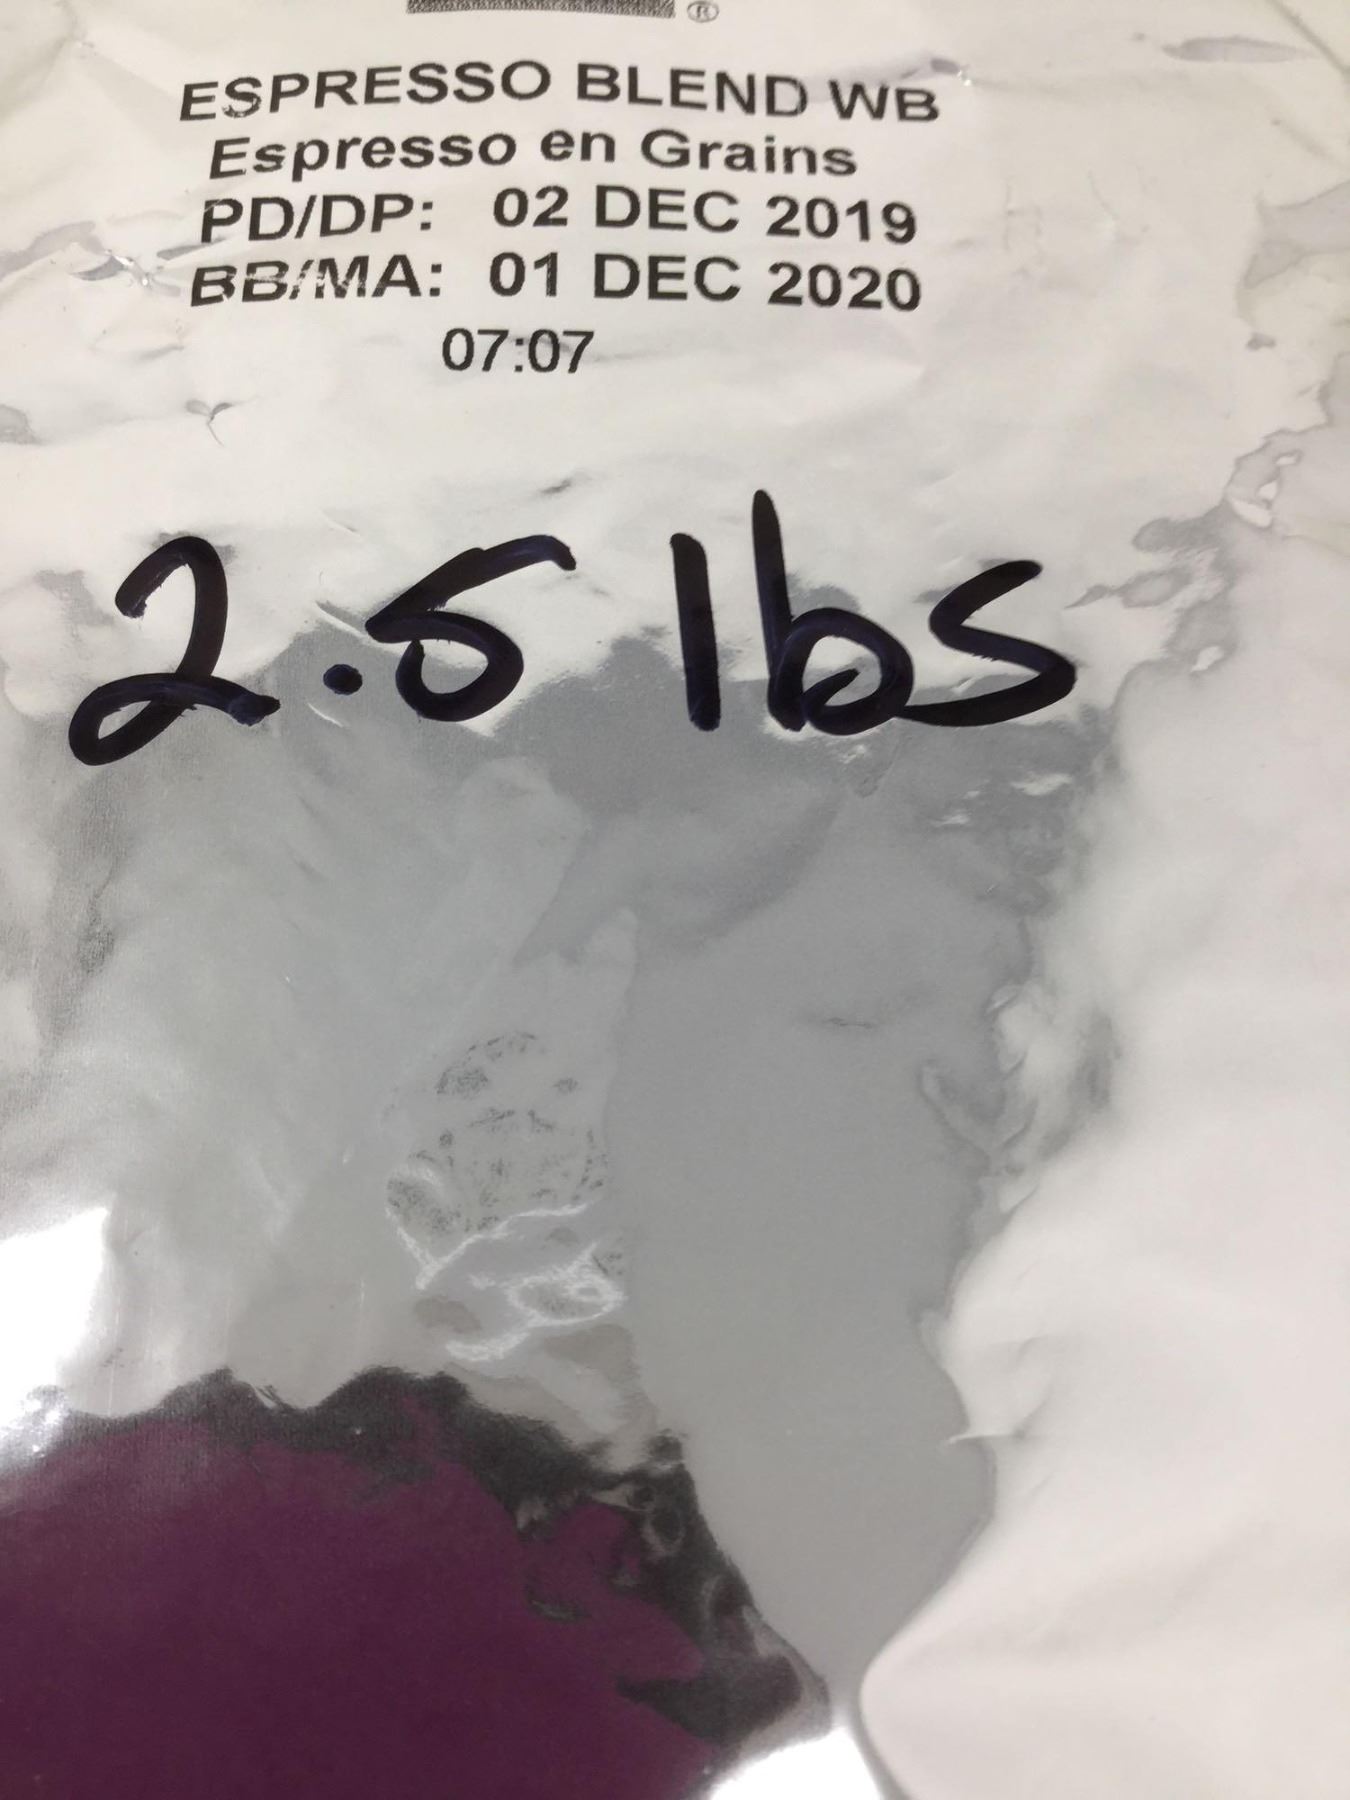 ®
ESPRESSO BLEND WB
Espresso en Grains
PD/DP: 02 DEC 2019
BB/MA: 01 DEC 2020
07:07
2.5 lbs